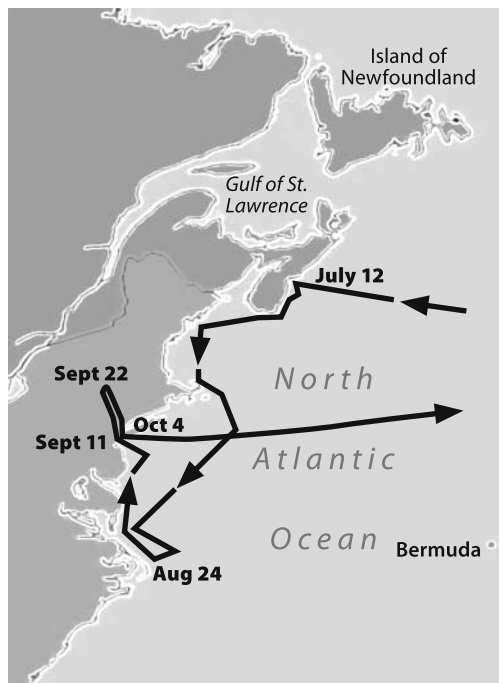 Island of
Newfoundland
Gulf of St.
Lawrence
July 12
North
Sept 22
Oct 4
Sept 11
Atlantic
Ocean
Bermuda
Aug 24